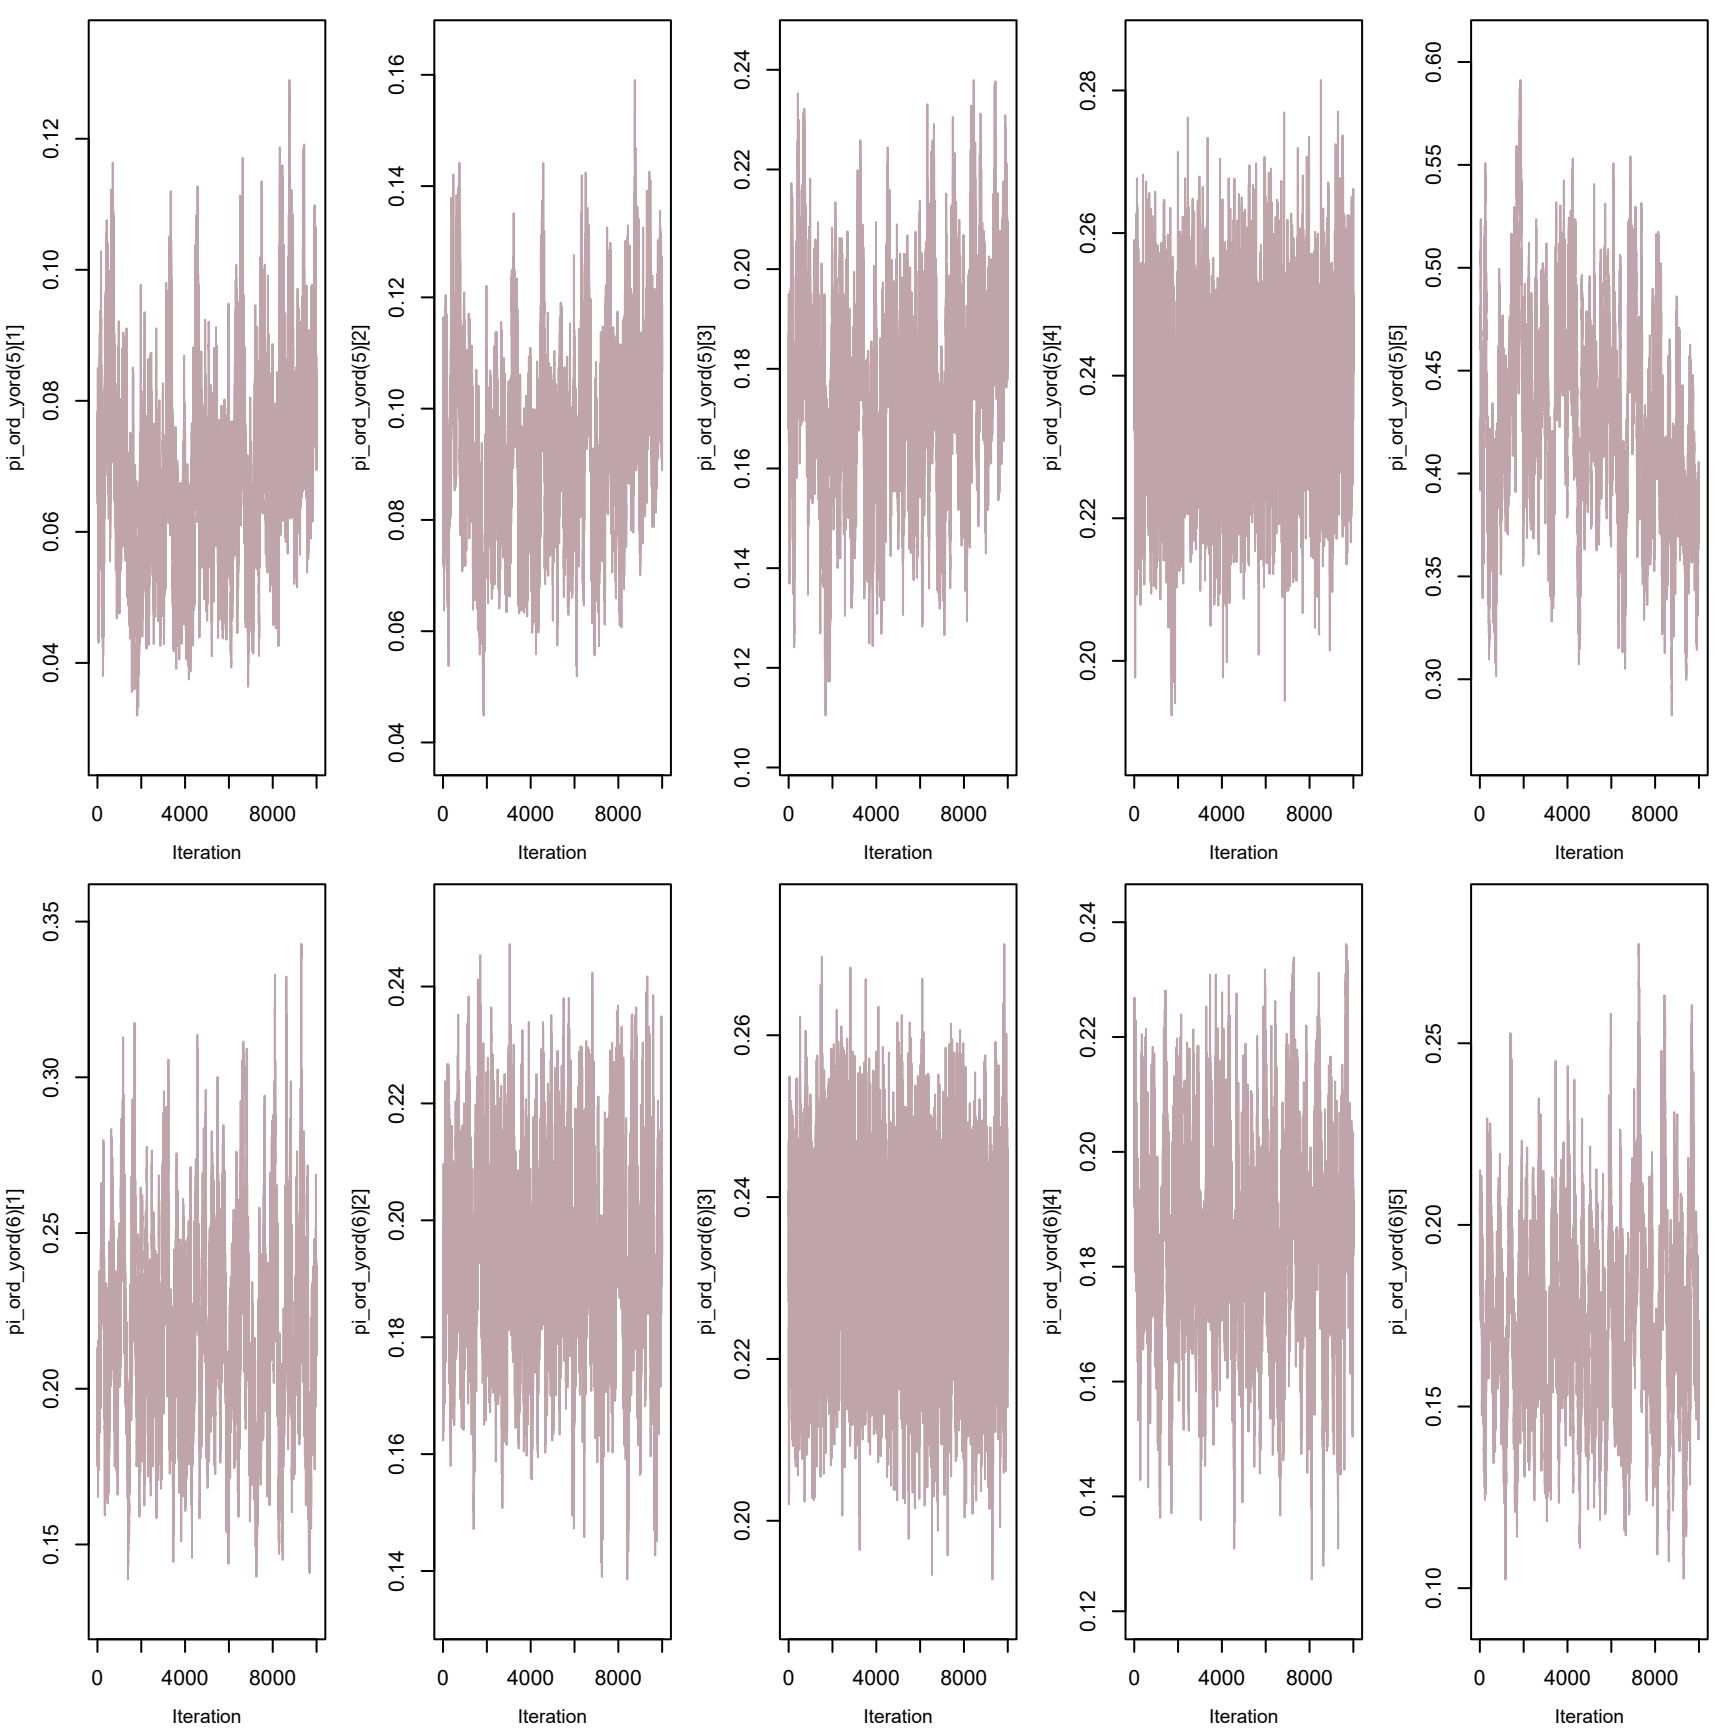 pi_ord_yord(5)[1]
0.04 0.06 0.08 0.10 0.12
0 4000 8000
Iteration
pi_ord_yord(5)[2]
0.04 0.06 0.08 0.10 0.12 0.14 0.16
0 4000 8000
Iteration
pi_ord_yord(5)[3]
0.10 0.12 0.14 0.16 0.18 0.20 0.22 0.24
0 4000 8000
Iteration
pi_ord_yord(5)[4]
0.20 0.22 0.24 0.26 0.28
0 4000 8000
Iteration
pi_ord_yord(5)[5]
0.30 0.35 0.40 0.45 0.50 0.55 0.60
0 4000 8000
Iteration
pi_ord_yord(6)[1]
0.15 0.20 0.25 0.30 0.35
0 4000 8000
Iteration
pi_ord_yord(6)[2]
0.14 0.16 0.18 0.20 0.22 0.24
0 4000 8000
Iteration
pi_ord_yord(6)[3]
0.20 0.22 0.24 0.26
0 4000 8000
Iteration
pi_ord_yord(6)[4]
0.12 0.14 0.16 0.18 0.20 0.22 0.24
0 4000 8000
Iteration
pi_ord_yord(6)[5]
0.10 0.15 0.20 0.25
0 4000 8000
Iteration